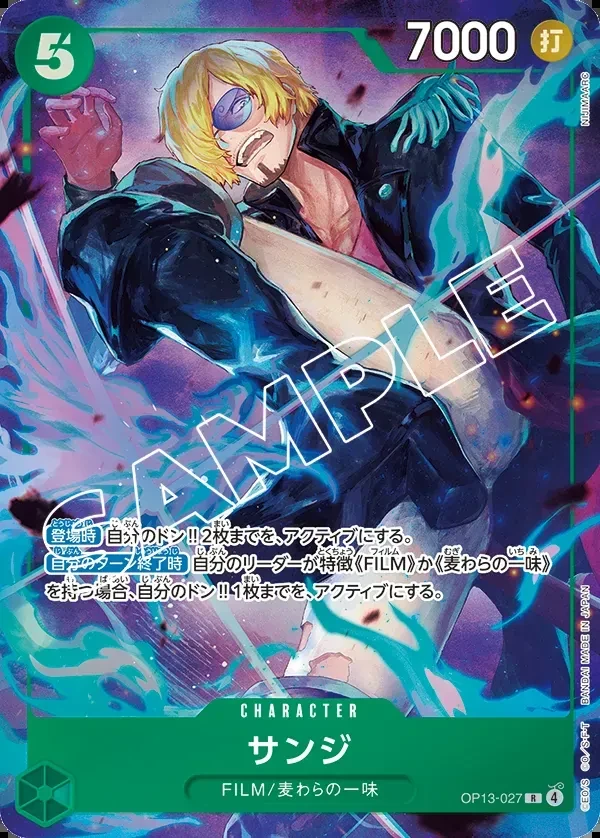 5
7000
打
NIJIMAARC
SAMPLE
登場時 自分のドン!!2枚までを、アクティブにする。
自分のターン終了時 自分のリーダーが特徴《FILM》か《麦わらの一味》
を持つ場合、自分のドン!!1枚までを、アクティブにする。
CHARACTER
サンジ
FILM/麦わらの一味
OP13-027 R 4
©E.O/S ©O./S・F・T BANDAI MADE IN JAPAN